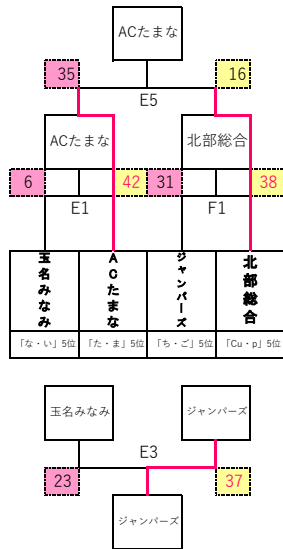 ACたまな
35 16
E5
ACたまな 北部総合
6 42 31 38
E1 F1
玉名みなみ ACたまな ジャンパーズ 北部総合
「な・い」5位 「た・ま」5位 「ち・ご」5位 「Cu・p」5位
玉名みなみ ジャンパーズ
E3
23 37
ジャンパーズ